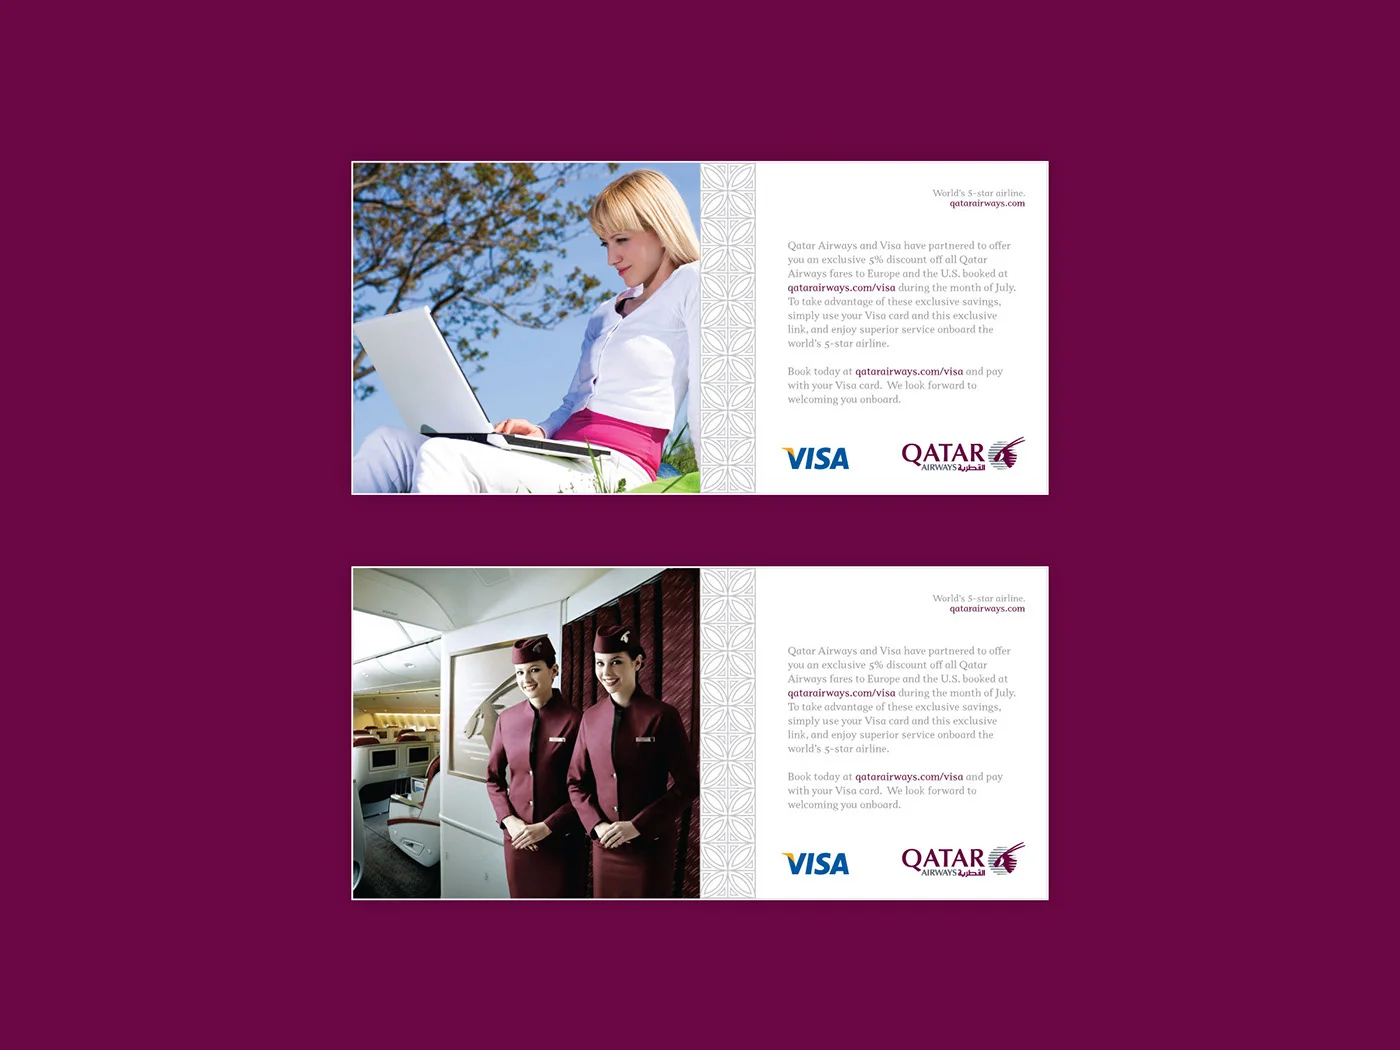 World's 5-star airline.
qatarairways.com
Qatar Airways and Visa have partnered to offer
you an exclusive 5% discount off all Qatar
Airways fares to Europe and the U.S. booked at
qatarairways.com/visa during the month of July.
To take advantage of these exclusive savings,
simply use your Visa card and this exclusive
link, and enjoy superior service onboard the
world's 5-star airline.
Book today at qatarairways.com/visa and pay
with your Visa card.  We look forward to
welcoming you onboard.
VISA
QATAR
AIRWAYS القطرية
World's 5-star airline.
qatarairways.com
Qatar Airways and Visa have partnered to offer
you an exclusive 5% discount off all Qatar
Airways fares to Europe and the U.S. booked at
qatarairways.com/visa during the month of July.
To take advantage of these exclusive savings,
simply use your Visa card and this exclusive
link, and enjoy superior service onboard the
world's 5-star airline.
Book today at qatarairways.com/visa and pay
with your Visa card.  We look forward to
welcoming you onboard.
VISA
QATAR
AIRWAYS القطرية